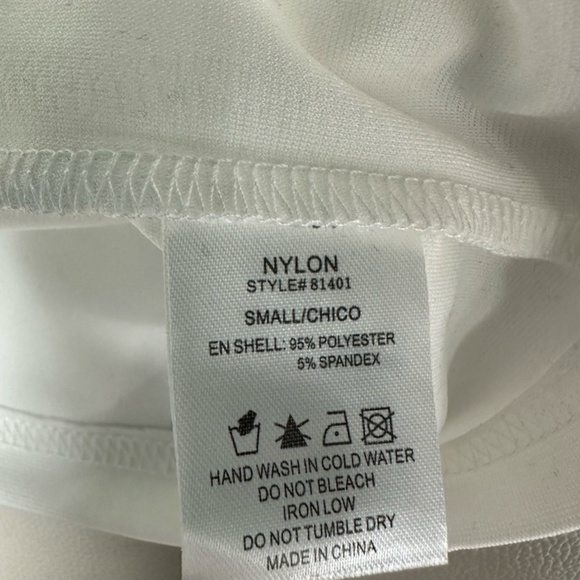 NYLON
STYLE# 81401
SMALL/CHICO
EN SHELL: 95% POLYESTER
5% SPANDEX
HAND WASH IN COLD WATER
DO NOT BLEACH
IRON LOW
DO NOT TUMBLE DRY
MADE IN CHINA